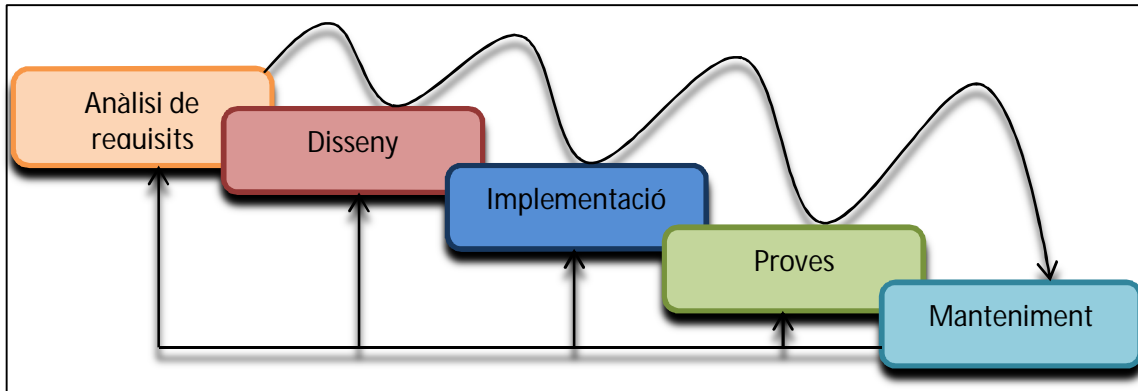 Anàlisi de
requisits
Disseny
Implementació
Proves
Manteniment